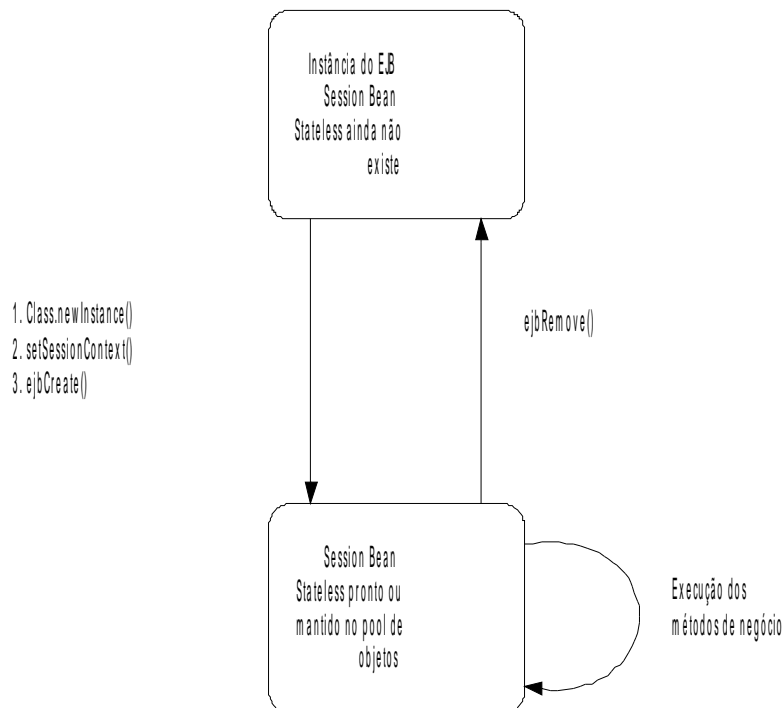 Instância do EJB
Session Bean
Stateless ainda não
existe
1. Class.newInstance()
2. setSessionContext()
3. ejbCreate()
ejbRemove()
Session Bean
Stateless pronto ou
mantido no pool de
objetos
Execução dos
métodos de negócio